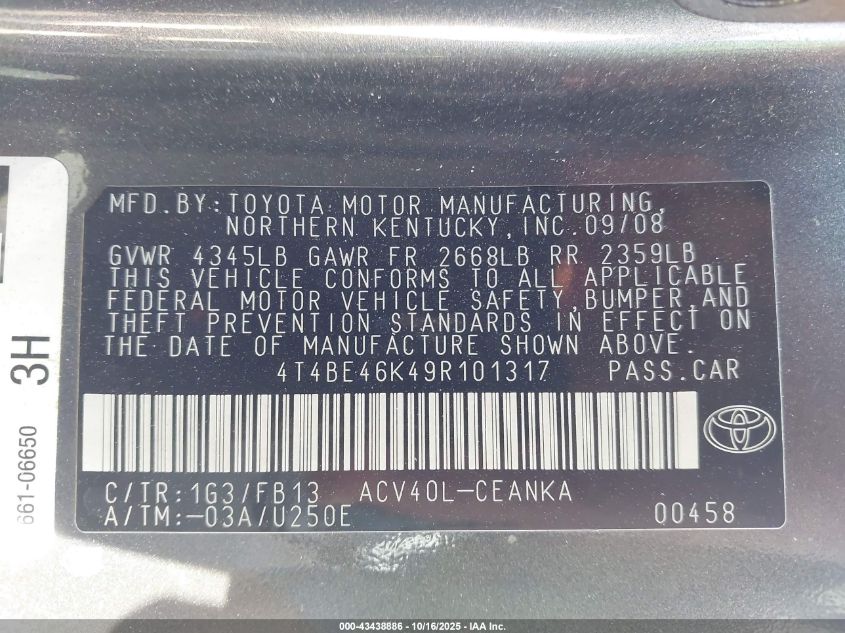 MFD.BY:TOYOTA MOTOR MANUFACTURING,
NORTHERN KENTUCKY,INC.09/08
GVWR 4345LB GAWR FR 2668LB RR 2359LB
THIS VEHICLE CONFORMS TO ALL APPLICABLE
FEDERAL MOTOR VEHICLE SAFETY,BUMPER,AND
THEFT PREVENTION STANDARDS IN EFFECT ON
THE DATE OF MANUFACTURE SHOWN ABOVE.
4T4BE46K49R101317 PASS.CAR
C/TR:1G3/FB13 ACV40L-CEANKA
A/TM:-03A/U250E 00458
3H
661-06650
000-43438886 - 10/16/2025 - IAA Inc.